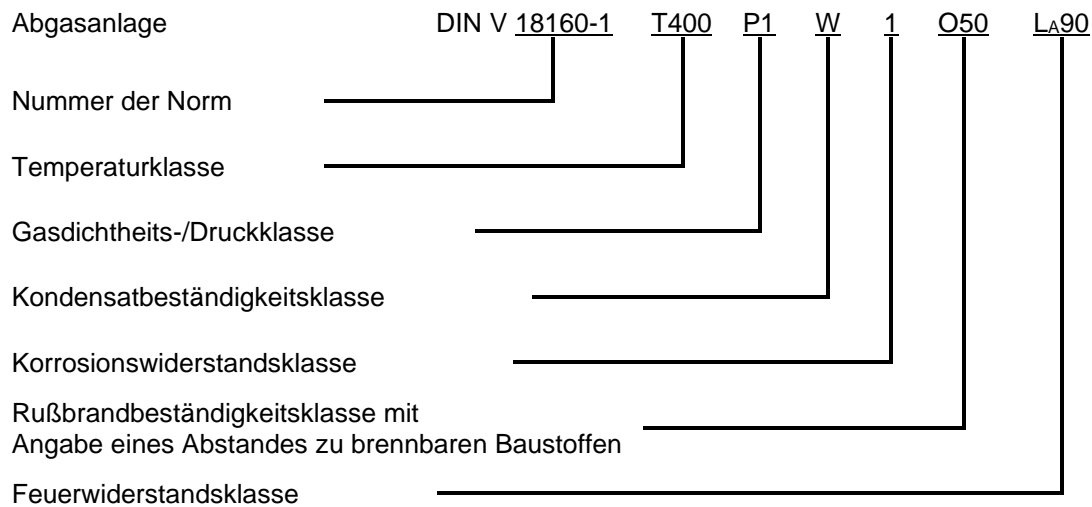 Abgasanlage DIN V 18160-1 T400 P1 W 1 O50 LA90
Nummer der Norm
Temperaturklasse
Gasdichtheits-/Druckklasse
Kondensatbeständigkeitsklasse
Korrosionswiderstandsklasse
Rußbrandbeständigkeitsklasse mit
Angabe eines Abstandes zu brennbaren Baustoffen
Feuerwiderstandsklasse